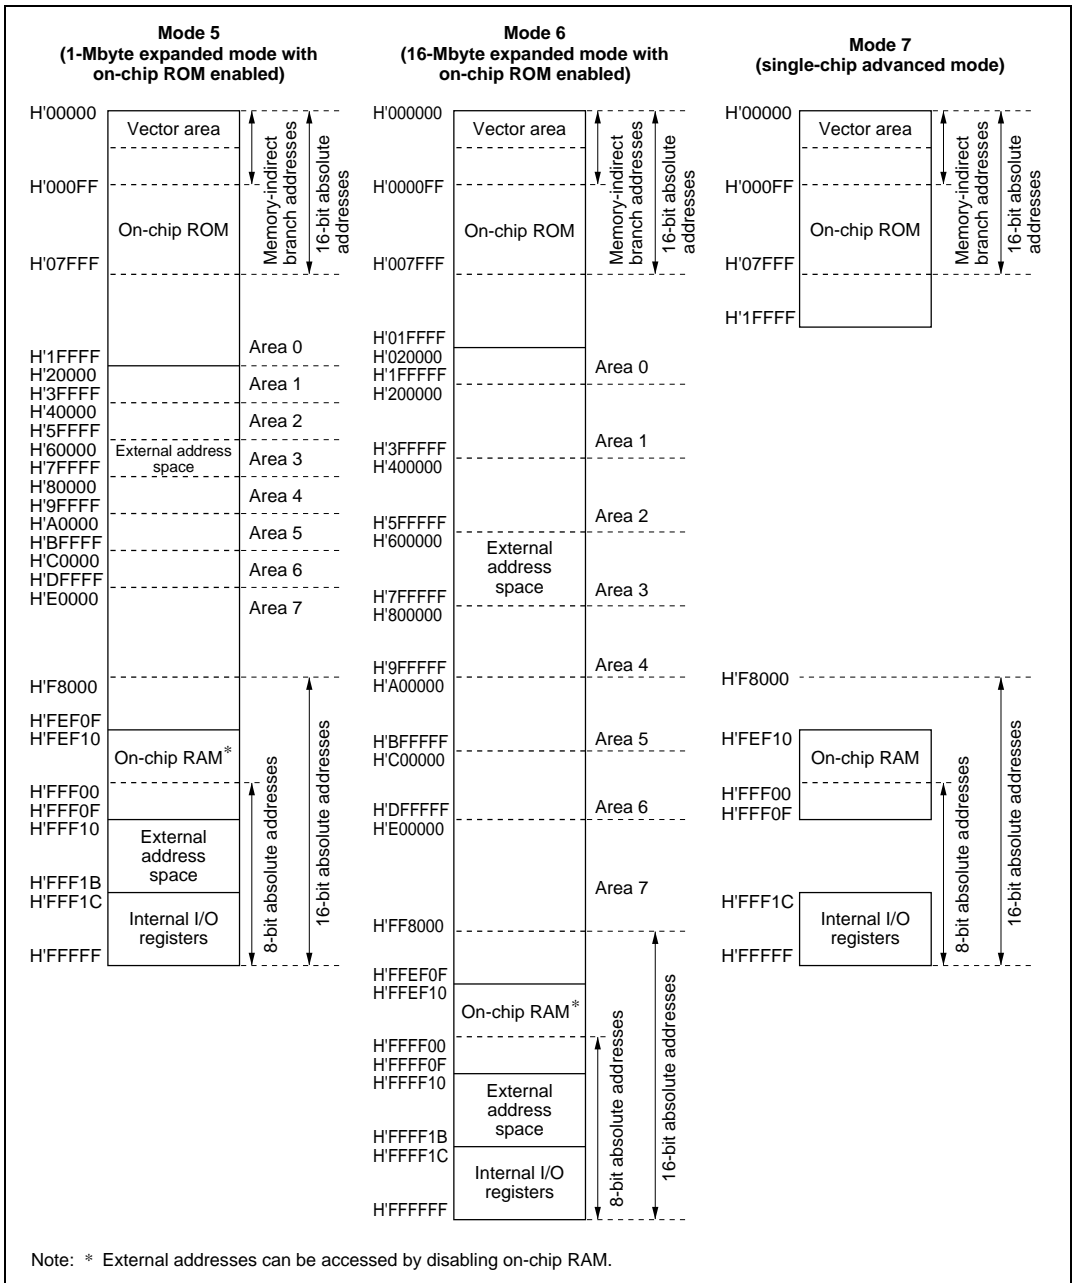 Mode 5
(1-Mbyte expanded mode with
on-chip ROM enabled)
H'00000
Vector area
H'000FF
On-chip ROM
H'07FFF
Memory-indirect
branch addresses
16-bit absolute
addresses
H'1FFFF
H'20000
H'3FFFF
H'40000
H'5FFFF
H'60000
H'7FFFF
H'80000
H'9FFFF
H'A0000
H'BFFFF
H'C0000
H'DFFFF
H'E0000
External address
space
Area 0
Area 1
Area 2
Area 3
Area 4
Area 5
Area 6
Area 7
H'F8000
H'FEF0F
H'FEF10
On-chip RAM*
H'FFF00
H'FFF0F
H'FFF10
External
address
space
H'FFF1B
H'FFF1C
Internal I/O
registers
H'FFFFF
8-bit absolute addresses
16-bit absolute addresses
Mode 6
(16-Mbyte expanded mode with
on-chip ROM enabled)
H'000000
Vector area
H'0000FF
On-chip ROM
H'007FFF
Memory-indirect
branch addresses
16-bit absolute
addresses
H'01FFFF
H'020000
H'1FFFFF
H'200000
H'3FFFFF
H'400000
H'5FFFFF
H'600000
H'7FFFFF
H'800000
H'9FFFFF
H'A00000
H'BFFFFF
H'C00000
H'DFFFFF
H'E00000
External
address
space
Area 0
Area 1
Area 2
Area 3
Area 4
Area 5
Area 6
Area 7
H'FF8000
H'FFEF0F
H'FFEF10
On-chip RAM*
H'FFFF00
H'FFFF0F
H'FFFF10
External
address
space
H'FFFF1B
H'FFFF1C
Internal I/O
registers
H'FFFFFF
8-bit absolute addresses
16-bit absolute addresses
Mode 7
(single-chip advanced mode)
H'00000
Vector area
H'000FF
On-chip ROM
H'07FFF
H'1FFFF
Memory-indirect
branch addresses
16-bit absolute
addresses
H'F8000
H'FEF10
On-chip RAM
H'FFF00
H'FFF0F
H'FFF1C
Internal I/O
registers
H'FFFFF
8-bit absolute addresses
16-bit absolute addresses
Note: * External addresses can be accessed by disabling on-chip RAM.